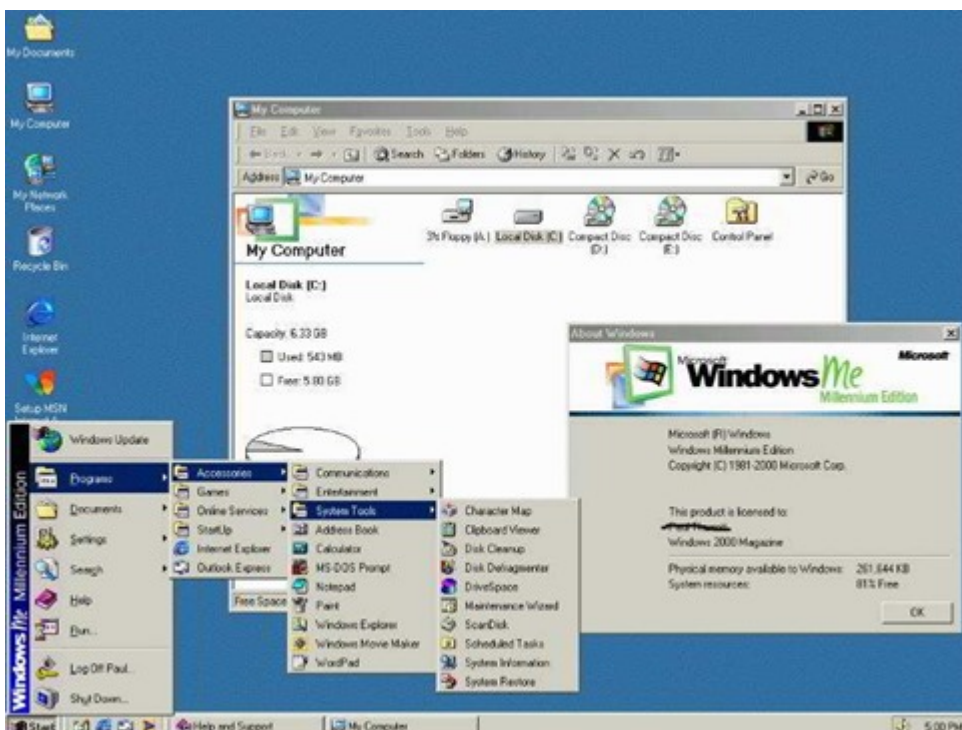 My Documents
My Computer
My Network
Places
Recycle Bin
Internet
Explorer
Setup MSN
My Computer
File Edit View Favorites Tools Help
Back Search Folders History
Address My Computer Go
My Computer
3½ Floppy (A:) Local Disk (C:) Compact Disc (D:) Compact Disc (E:) Control Panel
Local Disk (C:)
Local Disk
Capacity: 6.33 GB
Used: 543 MB
Free: 5.80 GB
Free Space
About Windows
Microsoft
Microsoft
Windows Me
Millennium Edition
Microsoft (R) Windows
Windows Millennium Edition
Copyright (C) 1981-2000 Microsoft Corp.
This product is licensed to:
Windows 2000 Magazine
Physical memory available to Windows: 261,644 KB
System resources: 81% Free
OK
Windows Me Millennium Edition
Windows Update
Programs
Documents
Settings
Search
Help
Run...
Log Off Paul...
Shut Down...
Accessories
Games
Online Services
StartUp
Internet Explorer
Outlook Express
Communications
Entertainment
System Tools
Address Book
Calculator
MS-DOS Prompt
Notepad
Paint
Windows Explorer
Windows Movie Maker
WordPad
Character Map
Clipboard Viewer
Disk Cleanup
Disk Defragmenter
DriveSpace
Maintenance Wizard
ScanDisk
Scheduled Tasks
System Information
System Restore
Start Help and Support My Computer 5:00 PM